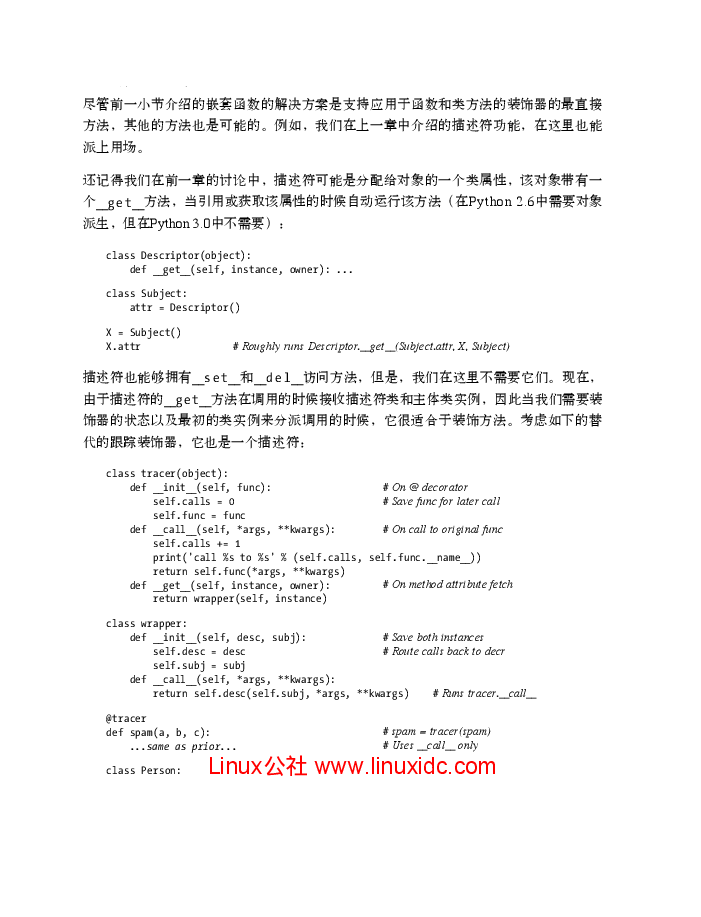 尽管前一小节介绍的嵌套函数的解决方案是支持应用于函数和类方法的装饰器的最直接
方法，其他的方法也是可能的。例如，我们在上一章中介绍的描述符功能，在这里也能
派上用场。
还记得我们在前一章的讨论中，描述符可能是分配给对象的一个类属性，该对象带有一
个__get__方法，当引用或获取该属性的时候自动运行该方法（在Python 2.6中需要对象
派生，但在Python 3.0中不需要）：
class Descriptor(object):
    def __get__(self, instance, owner): ...
class Subject:
    attr = Descriptor()
X = Subject()
X.attr # Roughly runs Descriptor.__get__(Subject.attr, X, Subject)
描述符也能够拥有__set__和__del__访问方法，但是，我们在这里不需要它们。现在，
由于描述符的__get__方法在调用的时候接收描述符类和主体类实例，因此当我们需要装
饰器的状态以及最初的类实例来分派调用的时候，它很适合于装饰方法。考虑如下的替
代的跟踪装饰器，它也是一个描述符：
class tracer(object):
    def __init__(self, func): # On @ decorator
        self.calls = 0 # Save func for later call
        self.func = func
    def __call__(self, *args, **kwargs): # On call to original func
        self.calls += 1
        print('call %s to %s' % (self.calls, self.func.__name__))
        return self.func(*args, **kwargs)
    def __get__(self, instance, owner): # On method attribute fetch
        return wrapper(self, instance)
class wrapper:
    def __init__(self, desc, subj): # Save both instances
        self.desc = desc # Route calls back to decr
        self.subj = subj
    def __call__(self, *args, **kwargs):
        return self.desc(self.subj, *args, **kwargs) # Runs tracer.__call__
@tracer
def spam(a, b, c): # spam = tracer(spam)
    ...same as prior... # Uses __call__ only
class Person:
Linux公社 www.linuxidc.com